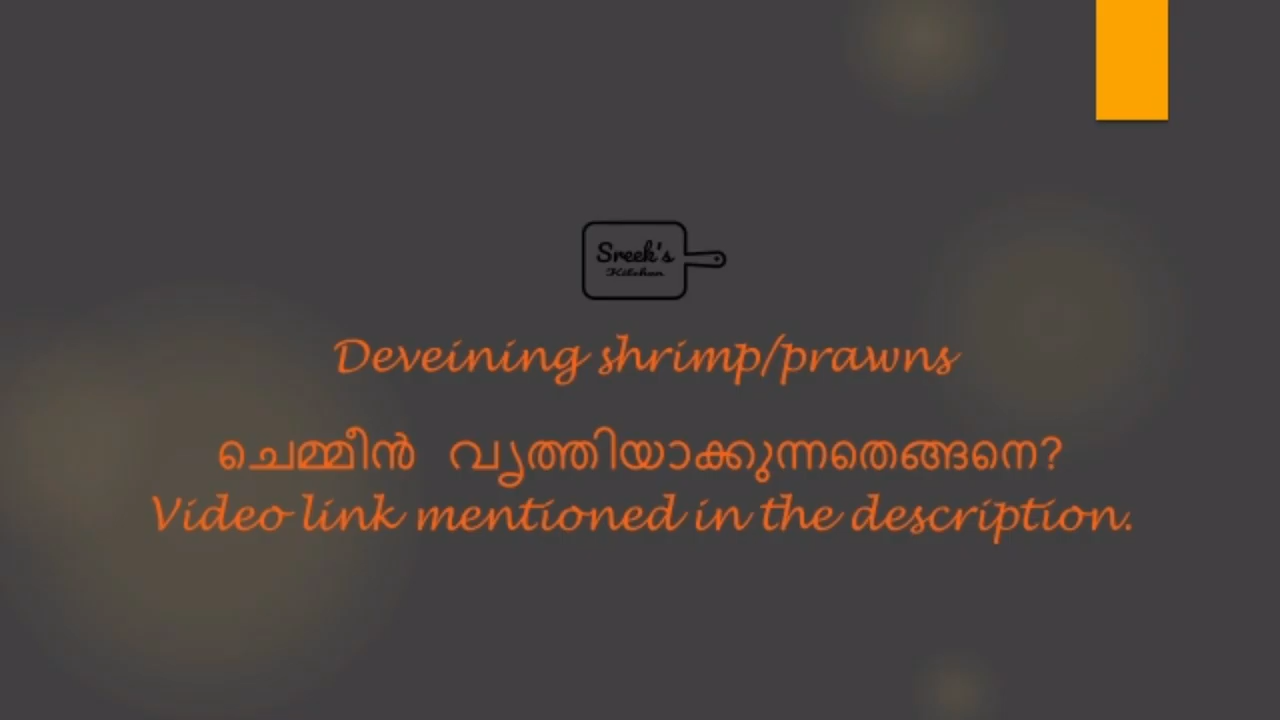 Sreek's
Kitchen
Deveining shrimp/prawns
ചെമ്മീൻ വൃത്തിയാക്കുന്നതെങ്ങനെ?
Video link mentioned in the description.